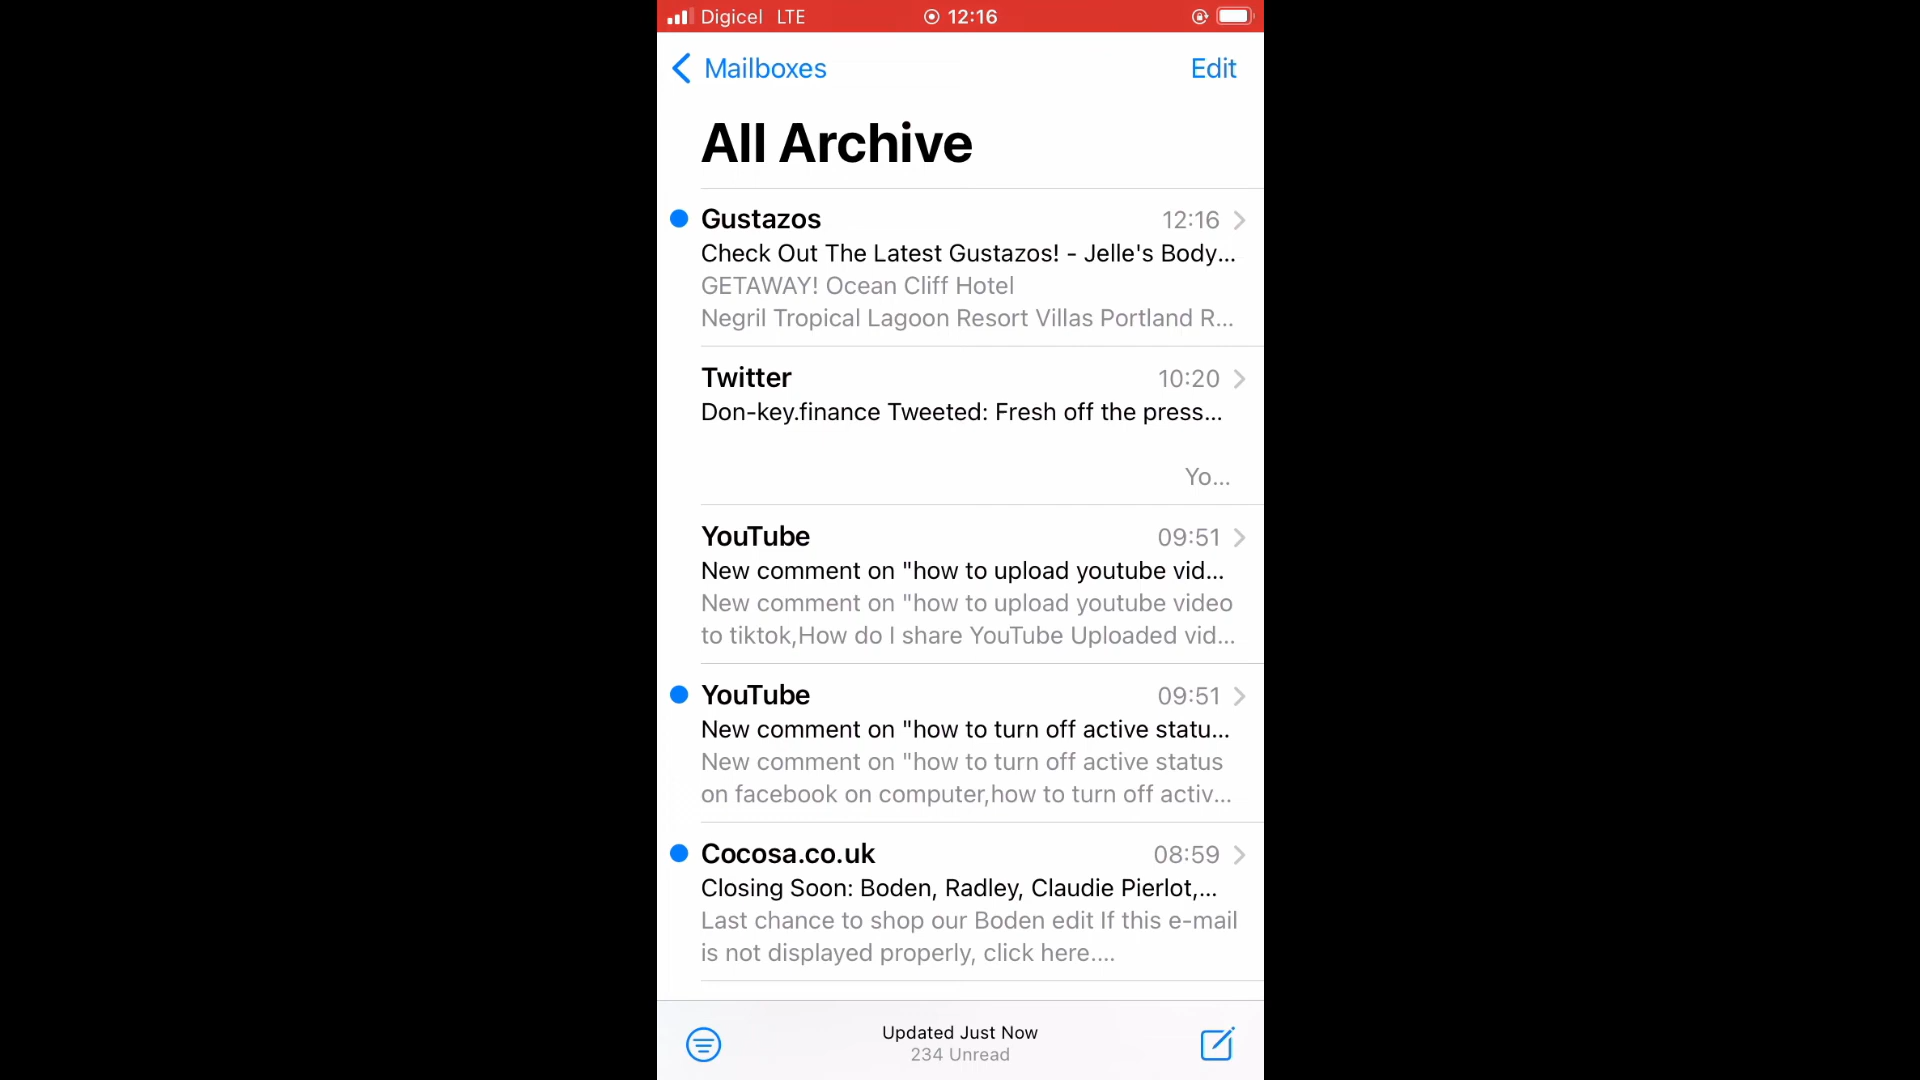 Digicel LTE 12:16
Mailboxes Edit
All Archive
Gustazos 12:16
Check Out The Latest Gustazos! - Jelle's Body...
GETAWAY! Ocean Cliff Hotel
Negril Tropical Lagoon Resort Villas Portland R...
Twitter 10:20
Don-key.finance Tweeted: Fresh off the press...
Yo...
YouTube 09:51
New comment on "how to upload youtube vid...
New comment on "how to upload youtube video
to tiktok,How do I share YouTube Uploaded vid...
YouTube 09:51
New comment on "how to turn off active statu...
New comment on "how to turn off active status
on facebook on computer,how to turn off activ...
Cocosa.co.uk 08:59
Closing Soon: Boden, Radley, Claudie Pierlot,...
Last chance to shop our Boden edit If this e-mail
is not displayed properly, click here....
Updated Just Now
234 Unread